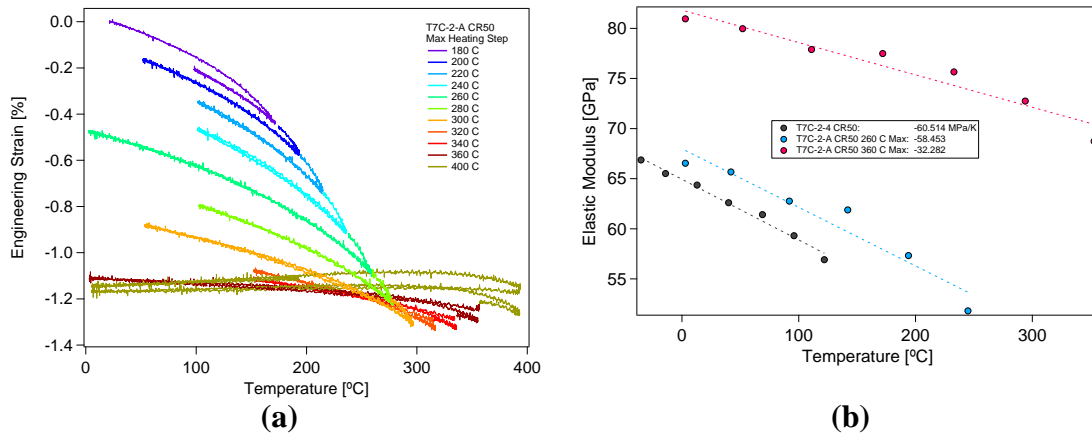 0.0
-0.2
-0.4
-0.6
-0.8
-1.0
-1.2
-1.4
Engineering Strain [%]
T7C-2-A CR50
Max Heating Step
180 C
200 C
220 C
240 C
260 C
280 C
300 C
320 C
340 C
360 C
400 C
0 100 200 300 400
Temperature [ºC]
(a)
80
75
70
65
60
55
Elastic Modulus [GPa]
T7C-2-4 CR50: -60.514 MPa/K
T7C-2-A CR50 260 C Max: -58.453
T7C-2-A CR50 360 C Max: -32.282
0 100 200 300
Temperature [ºC]
(b)